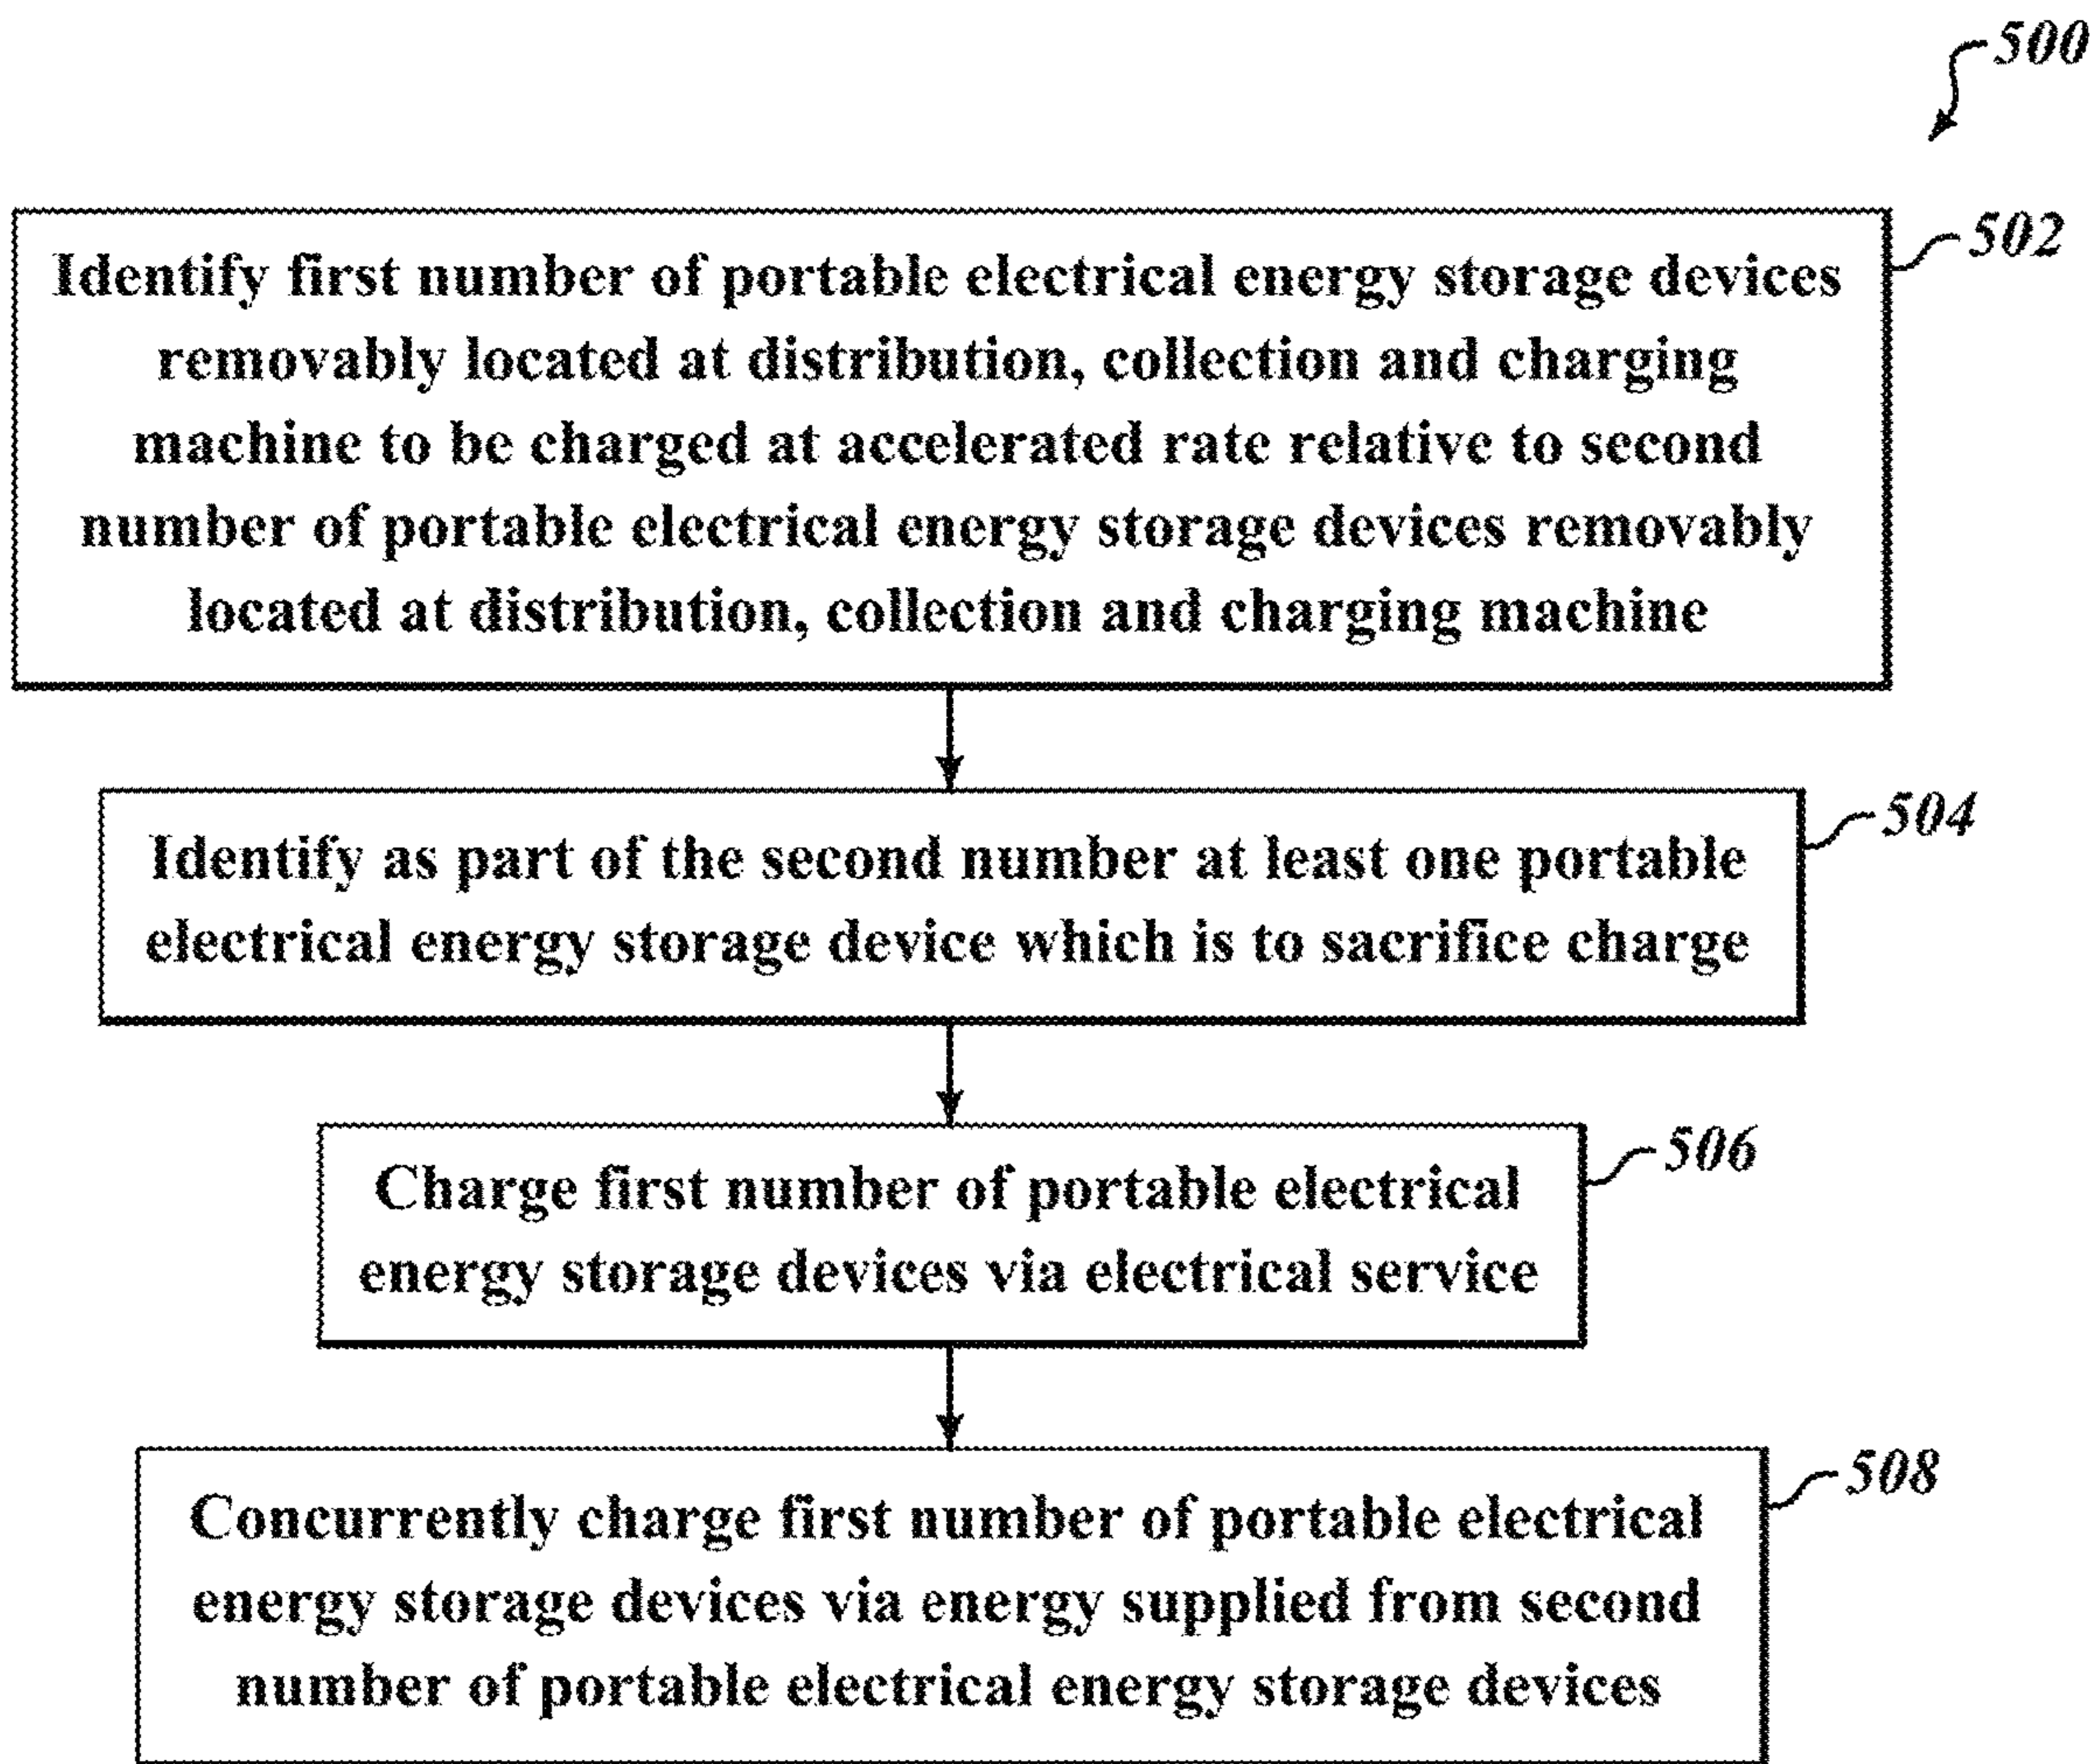 500
502
Identify first number of portable electrical energy storage devices
removably located at distribution, collection and charging
machine to be charged at accelerated rate relative to second
number of portable electrical energy storage devices removably
located at distribution, collection and charging machine
504
Identify as part of the second number at least one portable
electrical energy storage device which is to sacrifice charge
506
Charge first number of portable electrical
energy storage devices via electrical service
508
Concurrently charge first number of portable electrical
energy storage devices via energy supplied from second
number of portable electrical energy storage devices